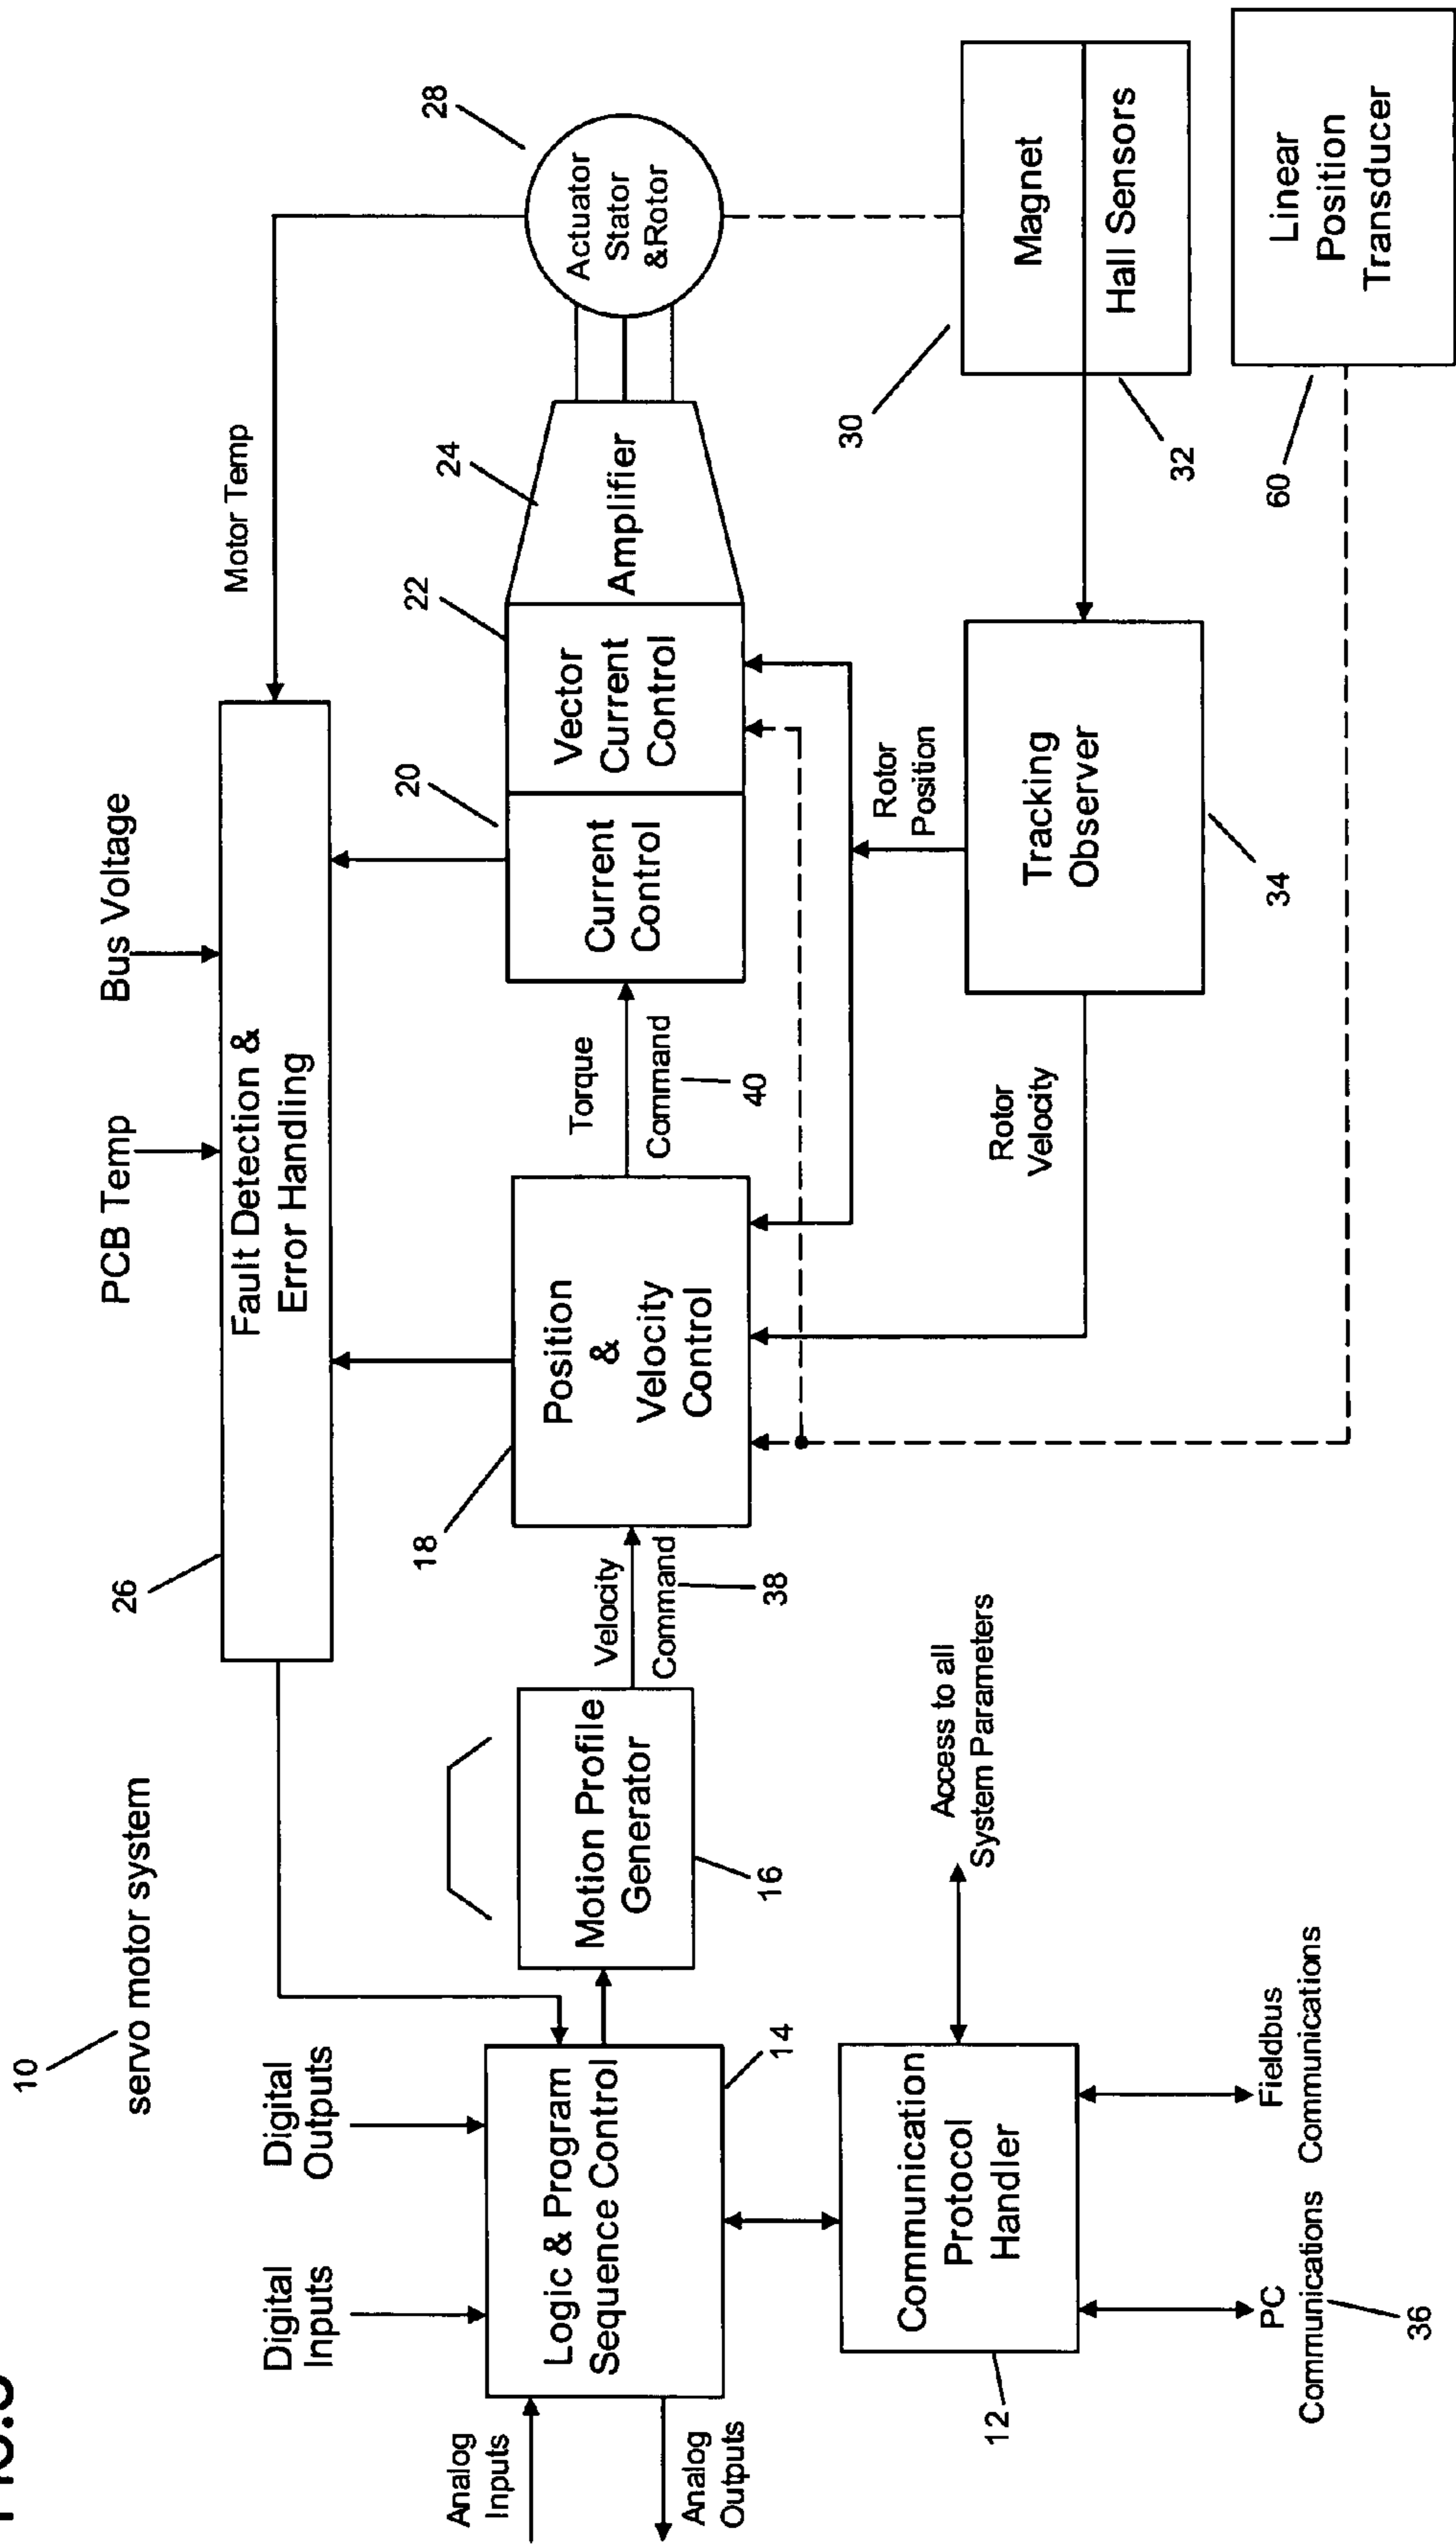 10
servo motor system
PCB Temp
Bus Voltage
Motor Temp
26
Fault Detection &
Error Handling
Digital
Inputs
Digital
Outputs
Analog
Inputs
Analog
Outputs
Logic & Program
Sequence Control
14
Motion Profile
Generator
16
Velocity
Command
38
18
Position
&
Velocity
Control
Torque
Command
40
20
Current
Control
22
Vector
Current
Control
24
Amplifier
28
Actuator
Stator
&Rotor
Communication
Protocol
Handler
12
Access to all
System Parameters
PC
Communications
36
Fieldbus
Communications
Rotor
Velocity
Rotor
Position
Tracking
Observer
34
30
Magnet
Hall Sensors
32
60
Linear
Position
Transducer